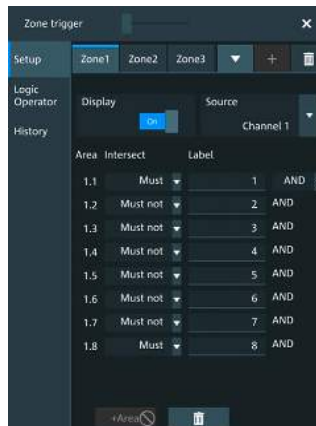 Zone trigger
Setup Zone1 Zone2 Zone3
Logic Operator
History
Display Source
On Channel 1
Area Intersect Label
1.1 Must 1 AND
1.2 Must not 2 AND
1.3 Must not 3 AND
1.4 Must not 4 AND
1.5 Must not 5 AND
1.6 Must not 6 AND
1.7 Must not 7 AND
1.8 Must 8 AND
+Area